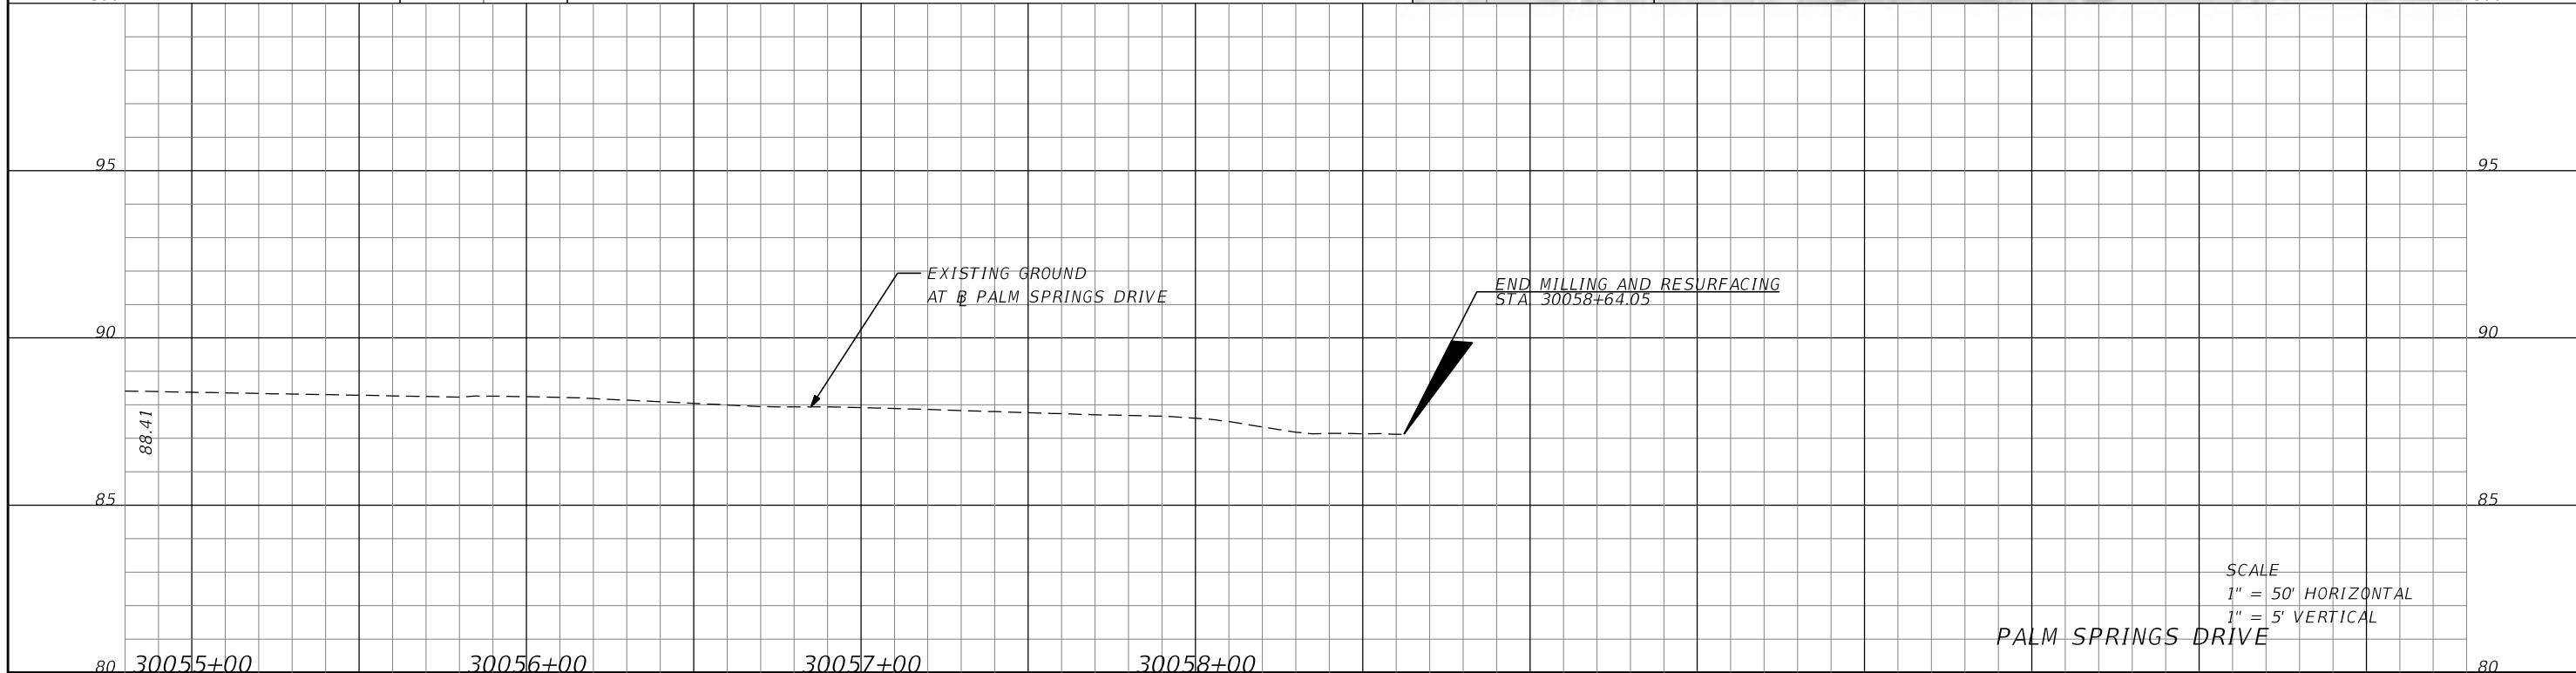 95 95
EXISTING GROUND
AT BL PALM SPRINGS DRIVE
END MILLING AND RESURFACING
STA. 30058+64.05
90 90
88.41
85 85
SCALE
1" = 50' HORIZONTAL
1" = 5' VERTICAL
PALM SPRINGS DRIVE
80 30055+00 30056+00 30057+00 30058+00 80